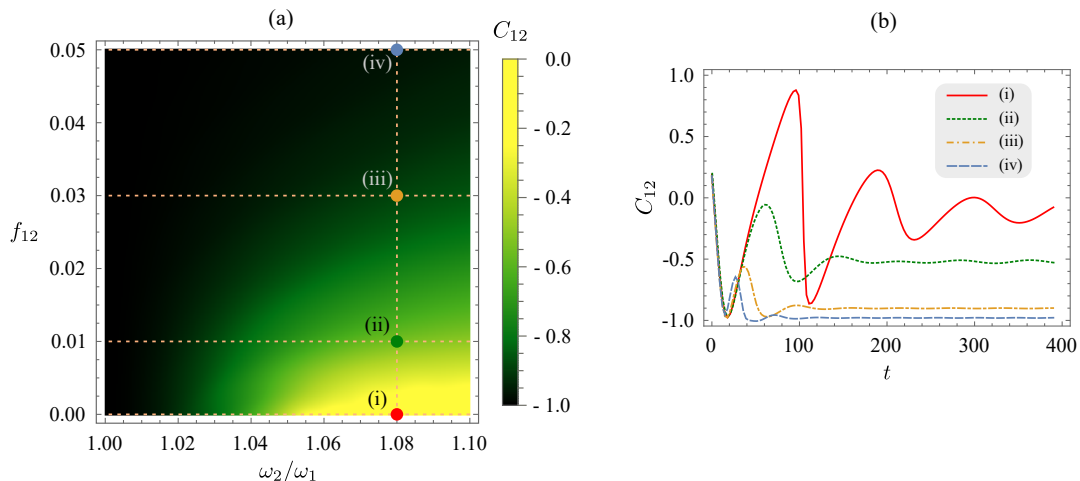 (a)
C12
0.05
0.04
0.03
f12
0.02
0.01
0.00
(iv)
(iii)
(ii)
(i)
1.00 1.02 1.04 1.06 1.08 1.10
ω2/ω1
0.0
- 0.2
- 0.4
- 0.6
- 0.8
- 1.0
(b)
1.0
0.5
0.0
-0.5
-1.0
C12
(i)
(ii)
(iii)
(iv)
0 100 200 300 400
t